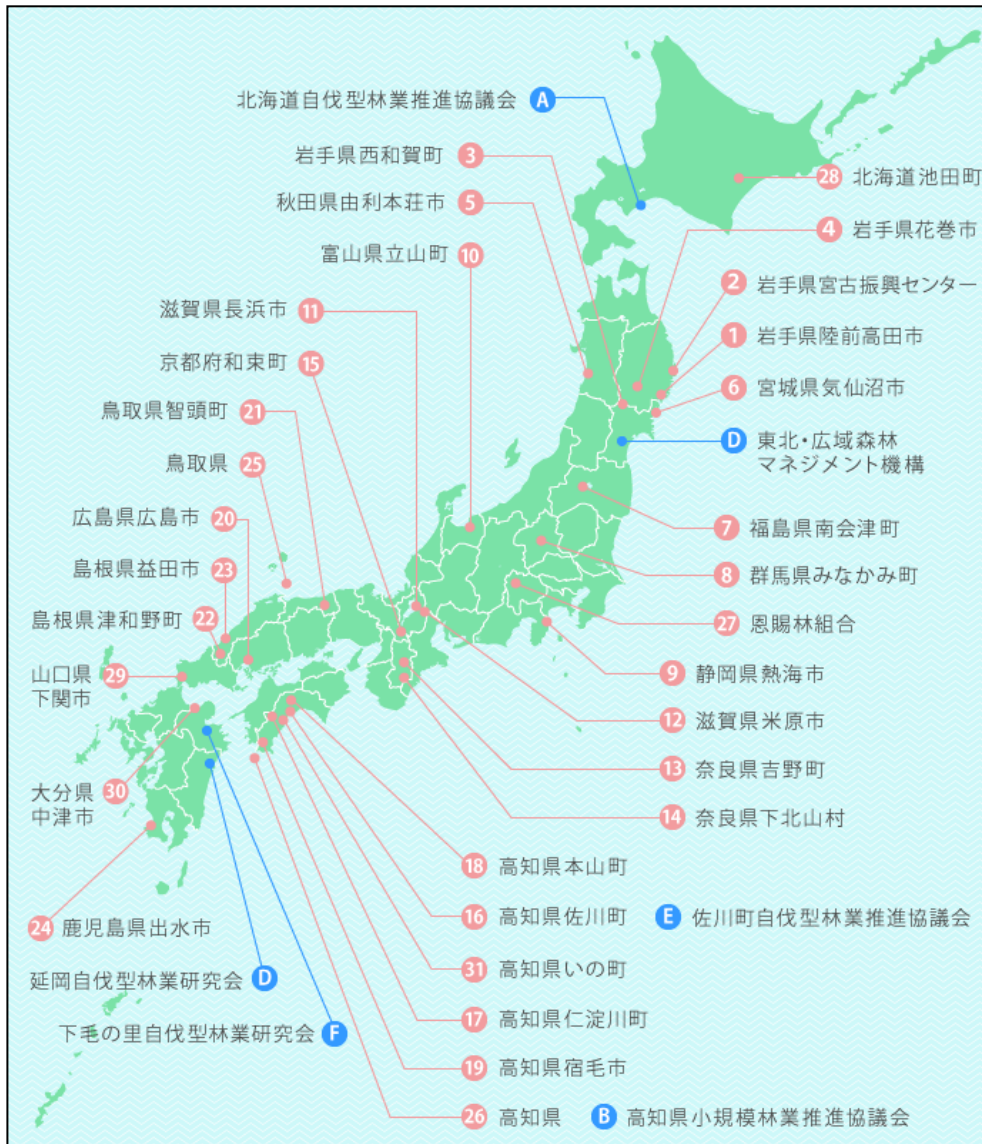 北海道自伐型林業推進協議会 A
岩手県西和賀町 3
28 北海道池田町
秋田県由利本荘市 5
4 岩手県花巻市
富山県立山町 10
2 岩手県宮古振興センター
滋賀県長浜市 11
1 岩手県陸前高田市
京都府和束町 15
6 宮城県気仙沼市
鳥取県智頭町 21
D 東北・広域森林
マネジメント機構
鳥取県 25
広島県広島市 20
7 福島県南会津町
島根県益田市 23
8 群馬県みなかみ町
島根県津和野町 22
27 恩賜林組合
山口県 29
下関市
9 静岡県熱海市
12 滋賀県米原市
13 奈良県吉野町
大分県 30
中津市
14 奈良県下北山村
18 高知県本山町
24 鹿児島県出水市
16 高知県佐川町 E 佐川町自伐型林業推進協議会
延岡自伐型林業研究会 D
31 高知県いの町
下毛の里自伐型林業研究会 F
17 高知県仁淀川町
19 高知県宿毛市
26 高知県 B 高知県小規模林業推進協議会